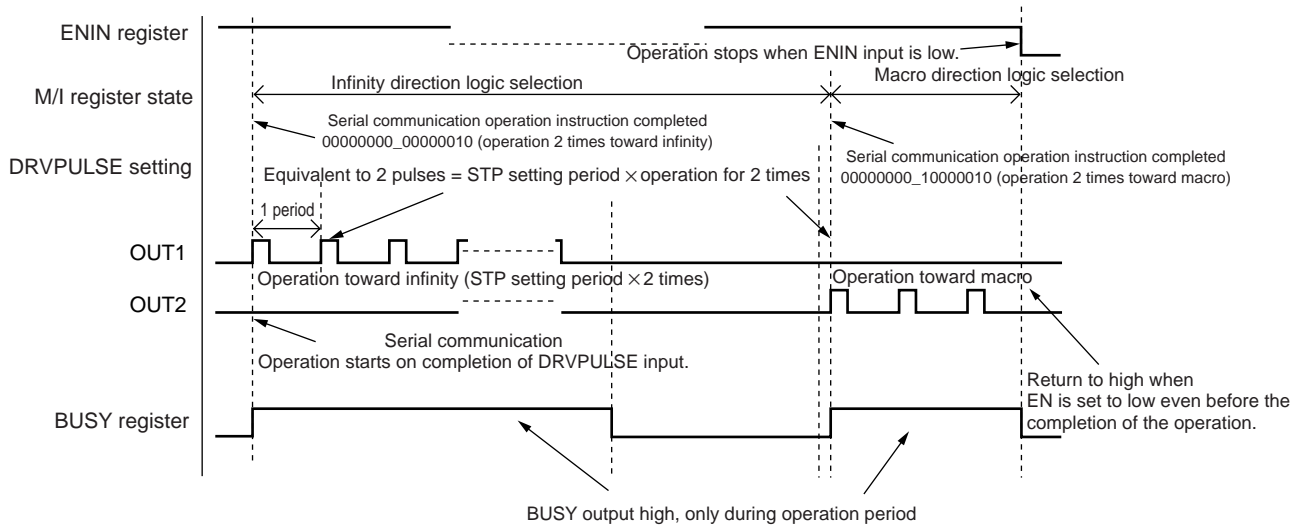 ENIN register
Operation stops when ENIN input is low.
Macro direction logic selection
Infinity direction logic selection
M/I register state
Serial communication operation instruction completed
00000000_00000010 (operation 2 times toward infinity)
Serial communication operation instruction completed
00000000_10000010 (operation 2 times toward macro)
DRVPULSE setting
Equivalent to 2 pulses = STP setting period × operation for 2 times
1 period
OUT1
Operation toward infinity (STP setting period × 2 times)
Operation toward macro
OUT2
Serial communication
Operation starts on completion of DRVPULSE input.
Return to high when
EN is set to low even before the
completion of the operation.
BUSY register
BUSY output high, only during operation period